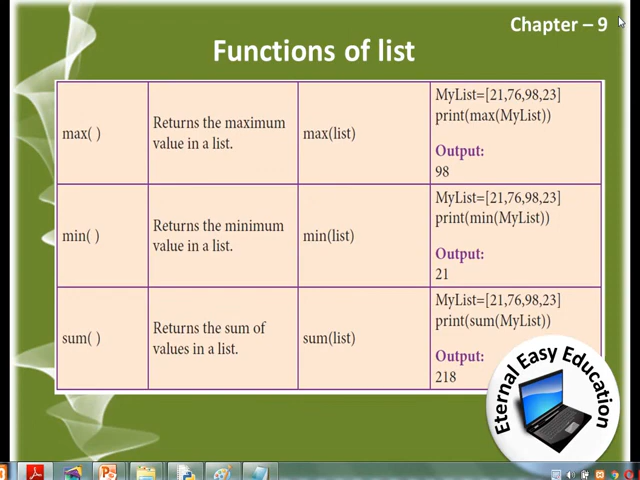 Chapter – 9
Functions of list
max( )
Returns the maximum
value in a list.
max(list)
MyList=[21,76,98,23]
print(max(MyList))
Output:
98
min( )
Returns the minimum
value in a list.
min(list)
MyList=[21,76,98,23]
print(min(MyList))
Output:
21
sum( )
Returns the sum of
values in a list.
sum(list)
MyList=[21,76,98,23]
print(sum(MyList))
Output:
218
Eternal Easy Education